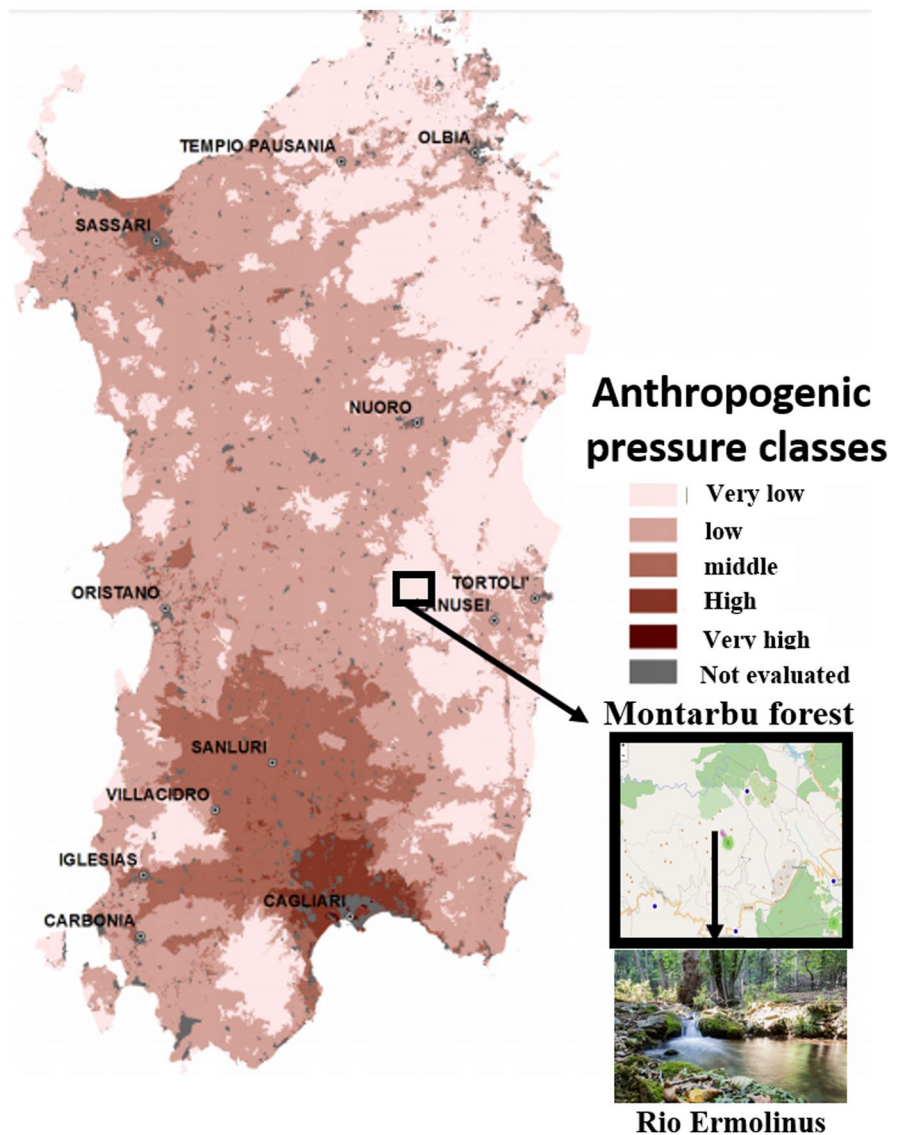 TEMPIO PAUSANIA
OLBIA
SASSARI
NUORO
Anthropogenic
pressure classes
Very low
low
middle
High
Very high
Not evaluated
ORISTANO
TORTOLI'
ANUSEI
Montarbu forest
SANLURI
VILLACIDRO
IGLESIAS
CAGLIARI
CARBONIA
Rio Ermolinus